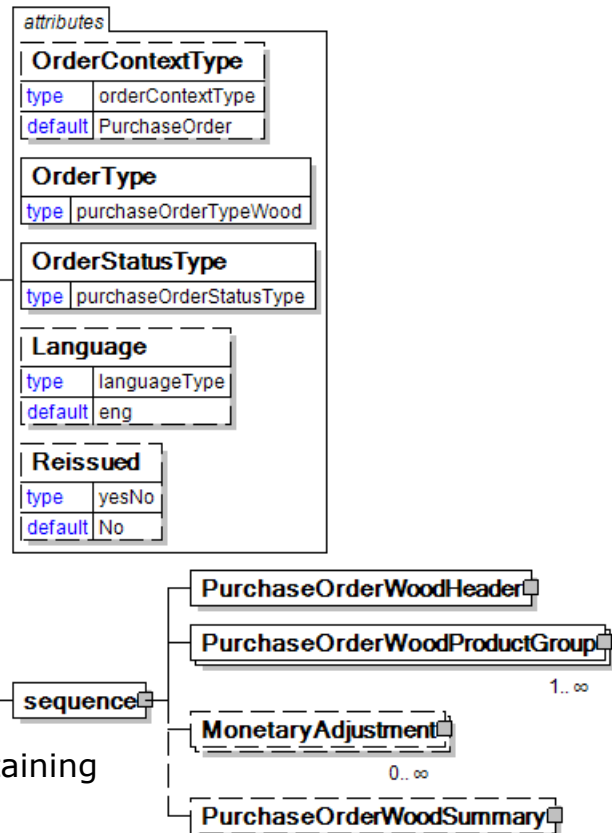 attributes
OrderContextType
type orderContextType
default PurchaseOrder
OrderType
type purchaseOrderTypeWood
OrderStatusType
type purchaseOrderStatusType
Language
type languageType
default eng
Reissued
type yesNo
default No
PurchaseOrderWoodHeader
PurchaseOrderWoodProductGroup
1.. ∞
sequence
MonetaryAdjustment
taining
0.. ∞
PurchaseOrderWoodSummary